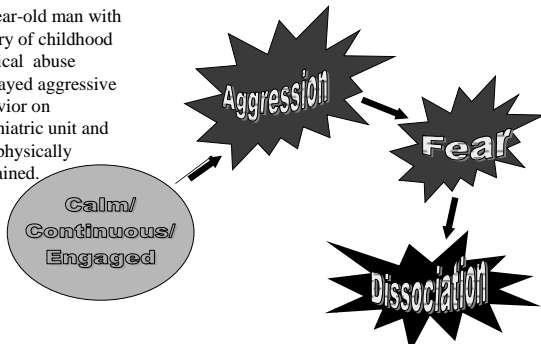 ear-old man with
ry of childhood
ical abuse
ayed aggressive
vior on
hiatric unit and
physically
ained.
Aggression
Fear
Calm/
Continuous/
Engaged
Dissociation